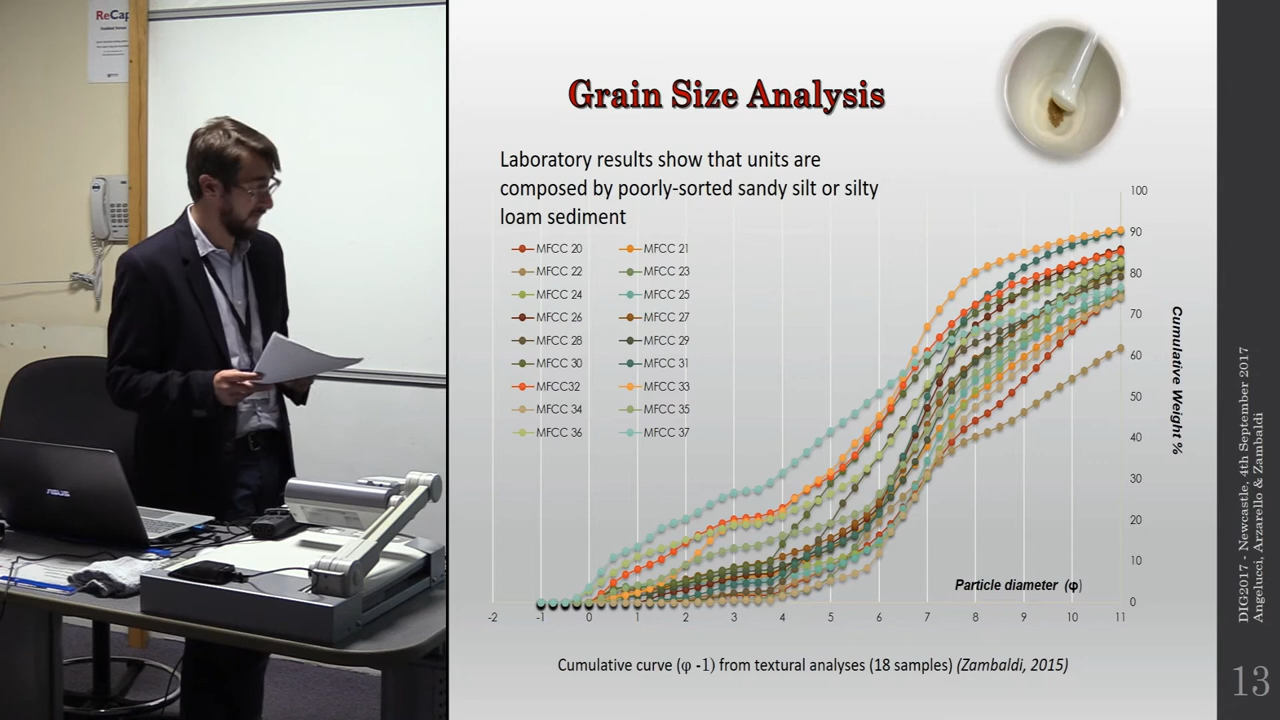 ReCap
ASUS
Grain Size Analysis
Laboratory results show that units are
composed by poorly-sorted sandy silt or silty
loam sediment
MFCC 20 MFCC 21
MFCC 22 MFCC 23
MFCC 24 MFCC 25
MFCC 26 MFCC 27
MFCC 28 MFCC 29
MFCC 30 MFCC 31
MFCC32 MFCC 33
MFCC 34 MFCC 35
MFCC 36 MFCC 37
100
90
80
70
60
50
40
30
20
10
0
Cumulative Weight %
Particle diameter (φ)
-2 -1 0 1 2 3 4 5 6 7 8 9 10 11
Cumulative curve (φ -1) from textural analyses (18 samples) (Zambaldi, 2015)
DIG2017 - Newcastle, 4th September 2017
Angelucci, Arzarello & Zambaldi
13